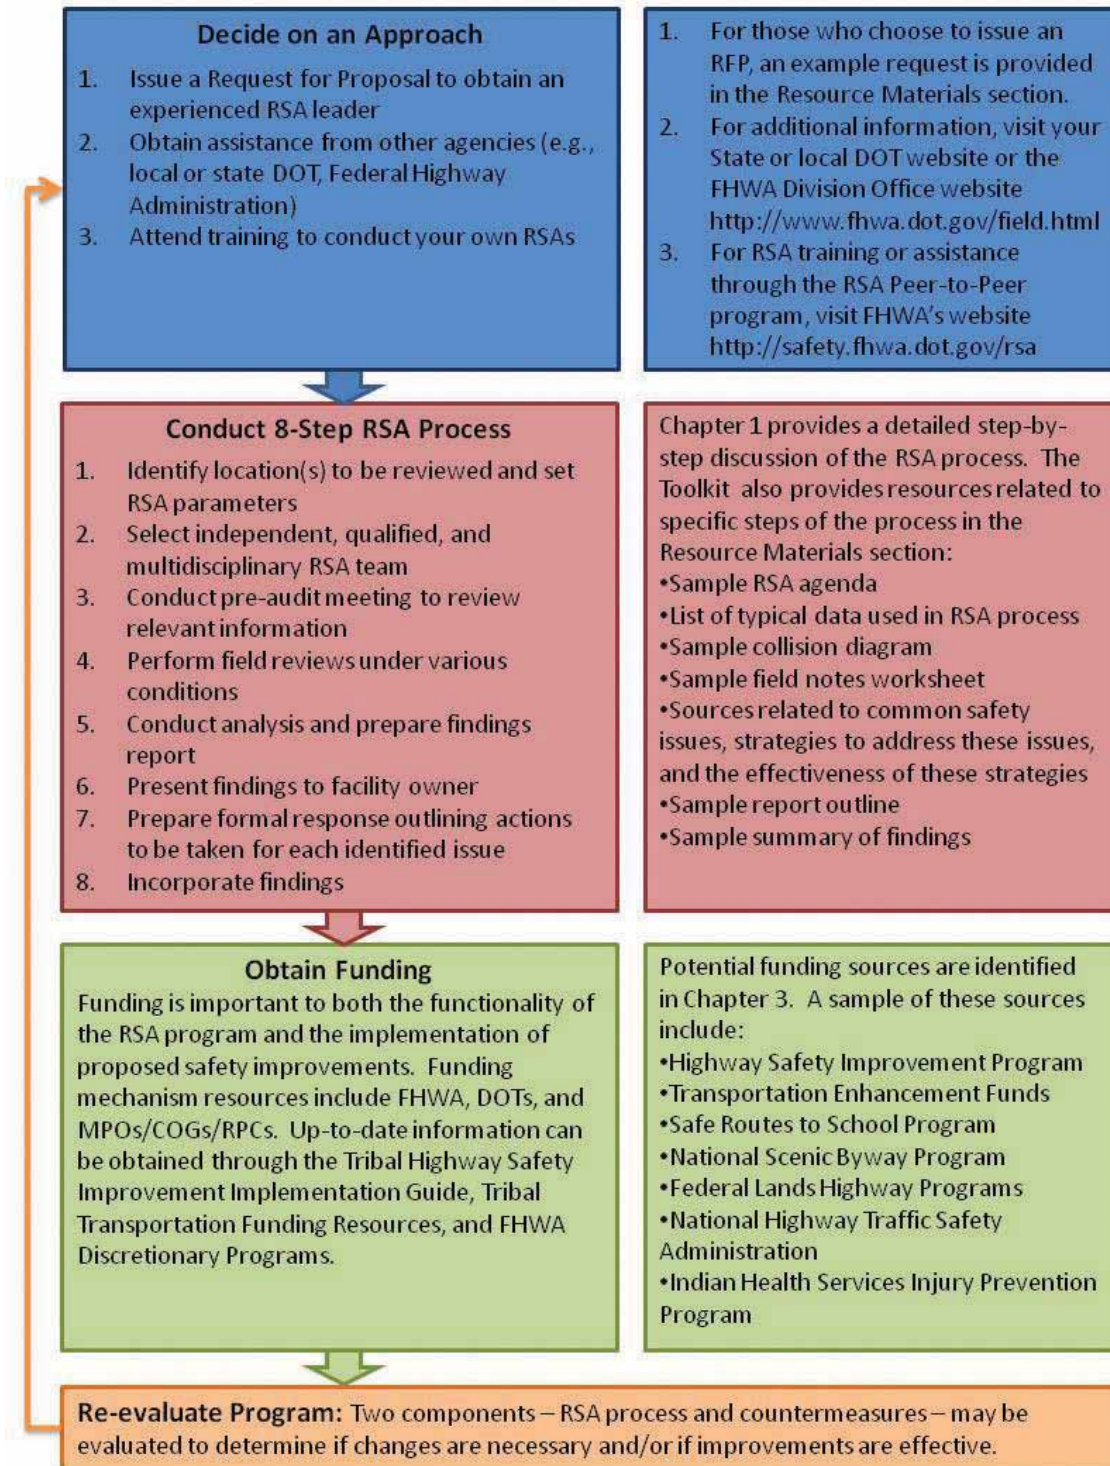 Decide on an Approach
1. Issue a Request for Proposal to obtain an
experienced RSA leader
2. Obtain assistance from other agencies (e.g.,
local or state DOT, Federal Highway
Administration)
3. Attend training to conduct your own RSAs
1. For those who choose to issue an
RFP, an example request is provided
in the Resource Materials section.
2. For additional information, visit your
State or local DOT website or the
FHWA Division Office website
http://www.fhwa.dot.gov/field.html
3. For RSA training or assistance
through the RSA Peer-to-Peer
program, visit FHWA's website
http://safety.fhwa.dot.gov/rsa
Conduct 8-Step RSA Process
1. Identify location(s) to be reviewed and set
RSA parameters
2. Select independent, qualified, and
multidisciplinary RSA team
3. Conduct pre-audit meeting to review
relevant information
4. Perform field reviews under various
conditions
5. Conduct analysis and prepare findings
report
6. Present findings to facility owner
7. Prepare formal response outlining actions
to be taken for each identified issue
8. Incorporate findings
Chapter 1 provides a detailed step-by-
step discussion of the RSA process. The
Toolkit also provides resources related to
specific steps of the process in the
Resource Materials section:
•Sample RSA agenda
•List of typical data used in RSA process
•Sample collision diagram
•Sample field notes worksheet
•Sources related to common safety
issues, strategies to address these issues,
and the effectiveness of these strategies
•Sample report outline
•Sample summary of findings
Obtain Funding
Funding is important to both the functionality of
the RSA program and the implementation of
proposed safety improvements. Funding
mechanism resources include FHWA, DOTs, and
MPOs/COGs/RPCs. Up-to-date information can
be obtained through the Tribal Highway Safety
Improvement Implementation Guide, Tribal
Transportation Funding Resources, and FHWA
Discretionary Programs.
Potential funding sources are identified
in Chapter 3. A sample of these sources
include:
•Highway Safety Improvement Program
•Transportation Enhancement Funds
•Safe Routes to School Program
•National Scenic Byway Program
•Federal Lands Highway Programs
•National Highway Traffic Safety
Administration
•Indian Health Services Injury Prevention
Program
Re-evaluate Program: Two components – RSA process and countermeasures – may be
evaluated to determine if changes are necessary and/or if improvements are effective.